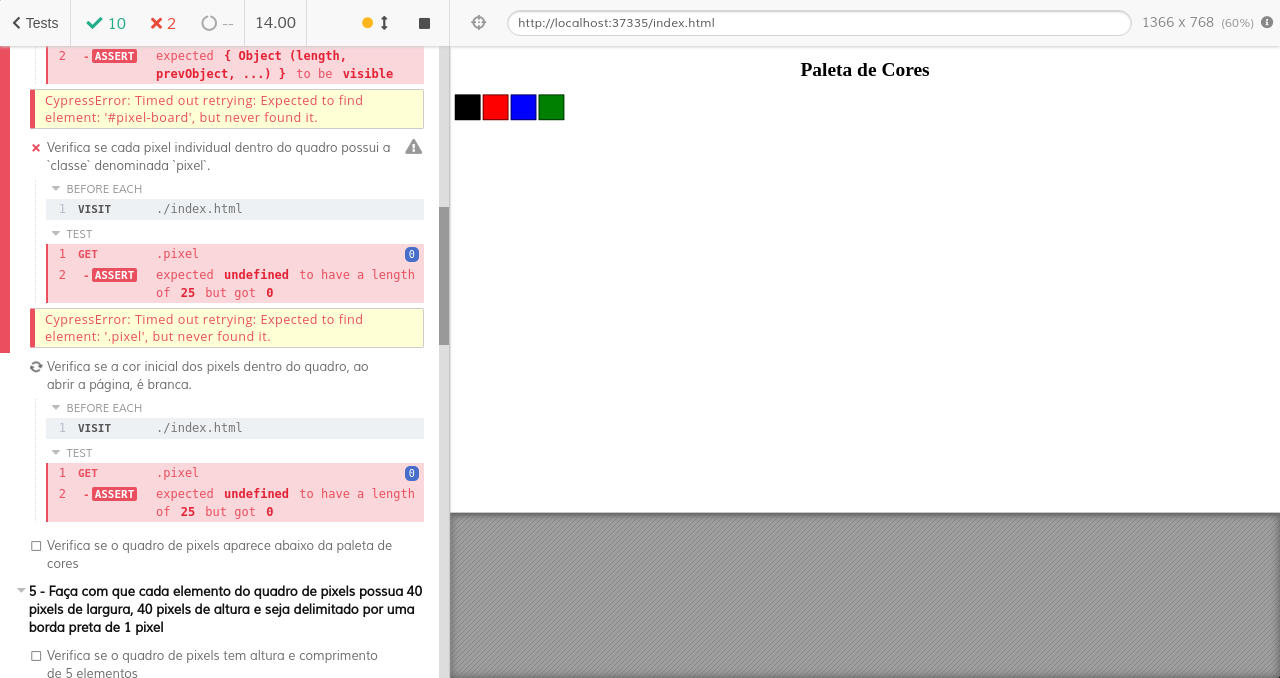 Tests 10 2 -- 14.00 http://localhost:37335/index.html 1366 x 768 (60%)
2 - ASSERT expected { Object (length,
prevObject, ...) } to be visible
CypressError: Timed out retrying: Expected to find
element: '#pixel-board', but never found it.
Verifica se cada pixel individual dentro do quadro possui a
`classe` denominada `pixel`.
BEFORE EACH
1 VISIT ./index.html
TEST
1 GET .pixel 0
2 - ASSERT expected undefined to have a length
of 25 but got 0
CypressError: Timed out retrying: Expected to find
element: '.pixel', but never found it.
Verifica se a cor inicial dos pixels dentro do quadro, ao
abrir a página, é branca.
BEFORE EACH
1 VISIT ./index.html
TEST
1 GET .pixel 0
2 - ASSERT expected undefined to have a length
of 25 but got 0
Verifica se o quadro de pixels aparece abaixo da paleta de
cores
5 - Faça com que cada elemento do quadro de pixels possua 40
pixels de largura, 40 pixels de altura e seja delimitado por uma
borda preta de 1 pixel
Verifica se o quadro de pixels tem altura e comprimento
de 5 elementos
Paleta de Cores